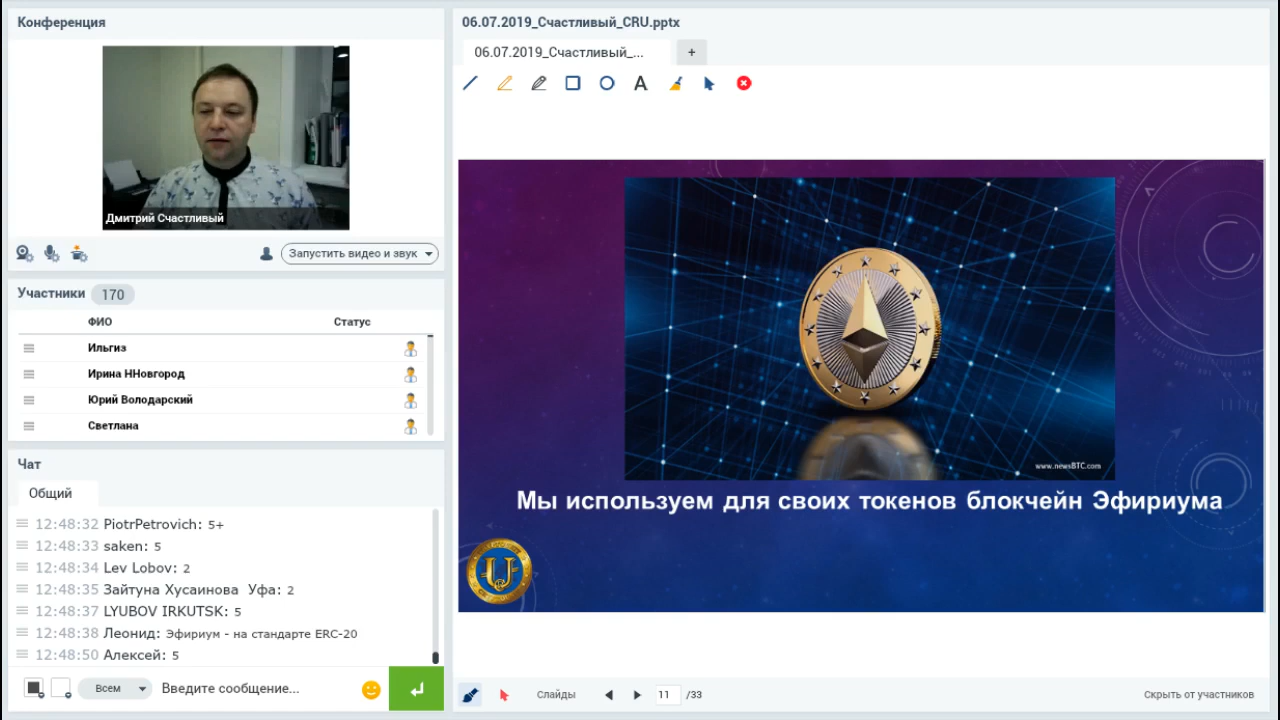 Конференция
Дмитрий Счастливый
Запустить видео и звук
Участники 170
ФИО Статус
Ильгиз
Ирина ННовгород
Юрий Володарский
Светлана
Чат
Общий
12:48:32 PiotrPetrovich: 5+
12:48:33 saken: 5
12:48:34 Lev Lobov: 2
12:48:35 Зайтуна Хусаинова Уфа: 2
12:48:37 LYUBOV IRKUTSK: 5
12:48:38 Леонид: Эфириум - на стандарте ERC-20
12:48:50 Алексей: 5
Всем Введите сообщение...
06.07.2019_Счастливый_CRU.pptx
06.07.2019_Счастливый_... +
A
www.newsBTC.com
Мы используем для своих токенов блокчейн Эфириума
U
Слайды 11 /33 Скрыть от участников